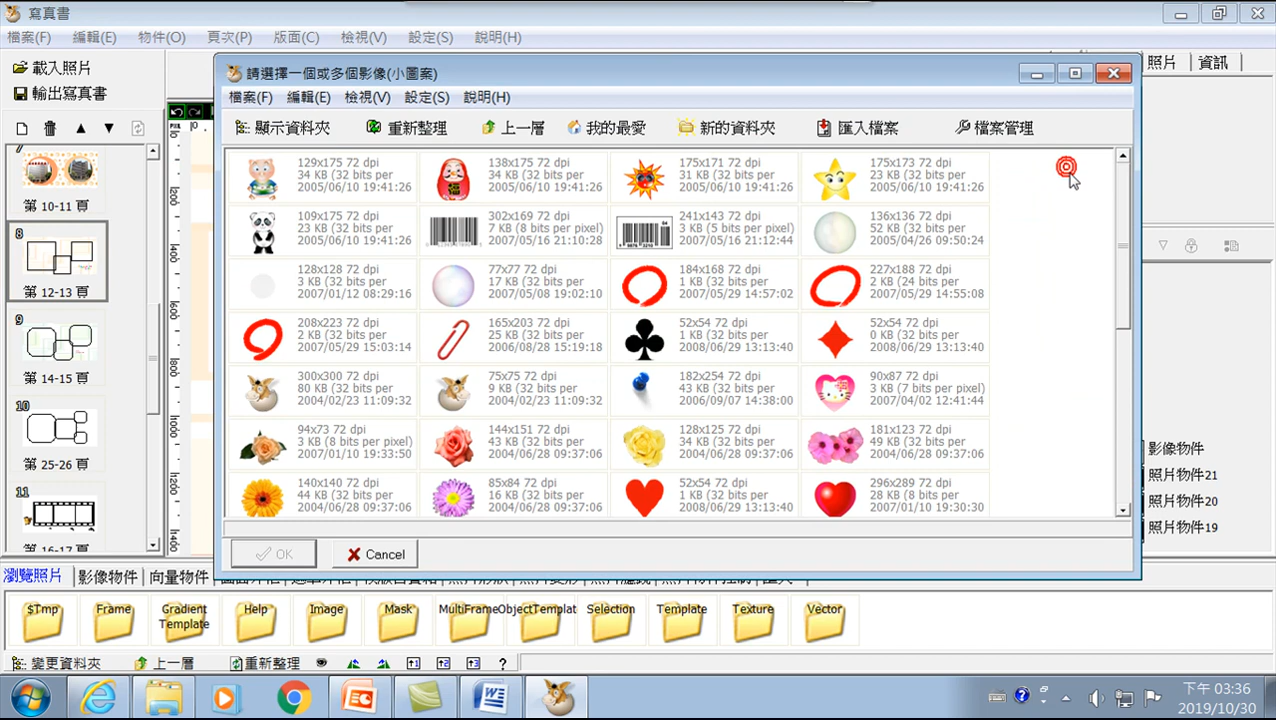 寫真書
檔案(F) 編輯(E) 物件(O) 頁次(P) 版面(C) 檢視(V) 設定(S) 說明(H)
載入照片
輸出寫真書
第 10-11 頁
8
第 12-13 頁
9
第 14-15 頁
10
第 25-26 頁
11
請選擇一個或多個影像(小圖案)
檔案(F) 編輯(E) 檢視(V) 設定(S) 說明(H)
顯示資料夾 重新整理 上一層 我的最愛 新的資料夾 匯入檔案 檔案管理
129x175 72 dpi
34 KB (32 bits per
2005/06/10 19:41:26
138x175 72 dpi
34 KB (32 bits per
2005/06/10 19:41:26
175x171 72 dpi
31 KB (32 bits per
2005/06/10 19:41:26
175x173 72 dpi
23 KB (32 bits per
2005/06/10 19:41:26
109x175 72 dpi
23 KB (32 bits per
2005/06/10 19:41:26
302x169 72 dpi
7 KB (8 bits per pixel)
2007/05/16 21:10:28
241x143 72 dpi
3 KB (5 bits per pixel)
2007/05/16 21:12:44
136x136 72 dpi
52 KB (32 bits per
2005/04/26 09:50:24
128x128 72 dpi
3 KB (32 bits per
2007/01/12 08:29:16
77x77 72 dpi
17 KB (32 bits per
2007/05/08 19:02:10
184x168 72 dpi
1 KB (32 bits per
2007/05/29 14:57:02
227x188 72 dpi
2 KB (24 bits per
2007/05/29 14:55:08
208x223 72 dpi
2 KB (32 bits per
2007/05/29 15:03:14
165x203 72 dpi
25 KB (32 bits per
2006/08/28 15:19:18
52x54 72 dpi
1 KB (32 bits per
2008/06/29 13:13:40
52x54 72 dpi
0 KB (32 bits per
2008/06/29 13:13:40
300x300 72 dpi
80 KB (32 bits per
2004/02/23 11:09:32
75x75 72 dpi
9 KB (32 bits per
2004/02/23 11:09:32
182x254 72 dpi
43 KB (32 bits per
2006/09/07 14:38:00
90x87 72 dpi
3 KB (7 bits per pixel)
2007/04/02 12:41:44
94x73 72 dpi
3 KB (8 bits per pixel)
2007/01/10 19:33:50
144x151 72 dpi
43 KB (32 bits per
2004/06/28 09:37:06
128x125 72 dpi
34 KB (32 bits per
2004/06/28 09:37:06
181x123 72 dpi
49 KB (32 bits per
2004/06/28 09:37:06
140x140 72 dpi
44 KB (32 bits per
2004/06/28 09:37:06
85x84 72 dpi
16 KB (32 bits per
2004/06/28 09:37:06
52x54 72 dpi
1 KB (32 bits per
2008/06/29 13:13:40
296x289 72 dpi
28 KB (8 bits per
2007/01/10 19:30:30
OK Cancel
照片 資訊
影像物件
照片物件21
照片物件20
照片物件19
瀏覽照片 影像物件 向量物件
$Tmp Frame Gradient Template Help Image Mask MultiFrame ObjectTemplat Selection Template Texture Vector
變更資料夾 上一層 重新整理
下午 03:36
2019/10/30